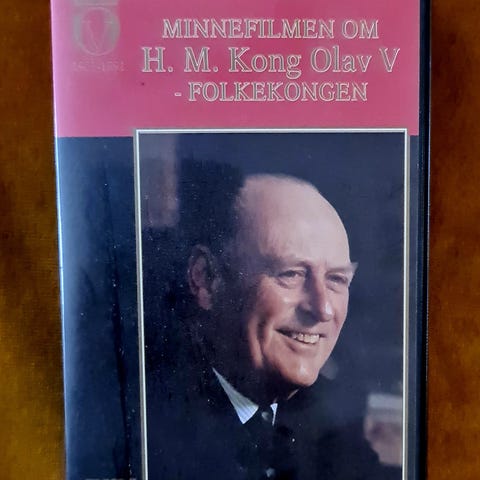 MINNEFILMEN OM
H. M. Kong Olav V
- FOLKEKONGEN